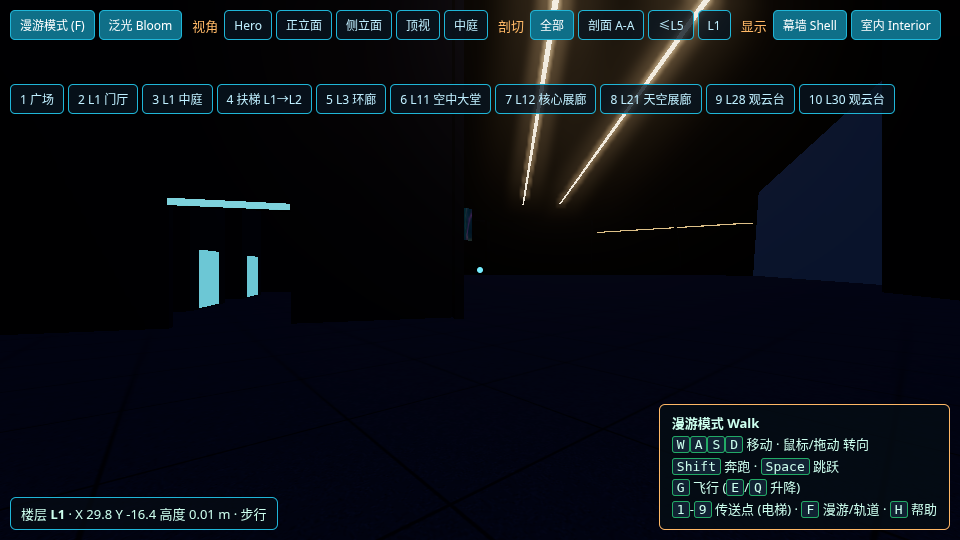 漫游模式 (F) 泛光 Bloom 视角 Hero 正立面 侧立面 顶视 中庭 剖切 全部 剖面 A-A ≤L5 L1 显示 幕墙 Shell 室内 Interior
1 广场 2 L1 门厅 3 L1 中庭 4 扶梯 L1→L2 5 L3 环廊 6 L11 空中大堂 7 L12 核心展廊 8 L21 天空展廊 9 L28 观云台 10 L30 观云台
漫游模式 Walk
W A S D 移动 · 鼠标/拖动 转向
Shift 奔跑 · Space 跳跃
G 飞行 (E/Q 升降)
1-9 传送点 (电梯) · F 漫游/轨道 · H 帮助
楼层 L1 · X 29.8 Y -16.4 高度 0.01 m · 步行